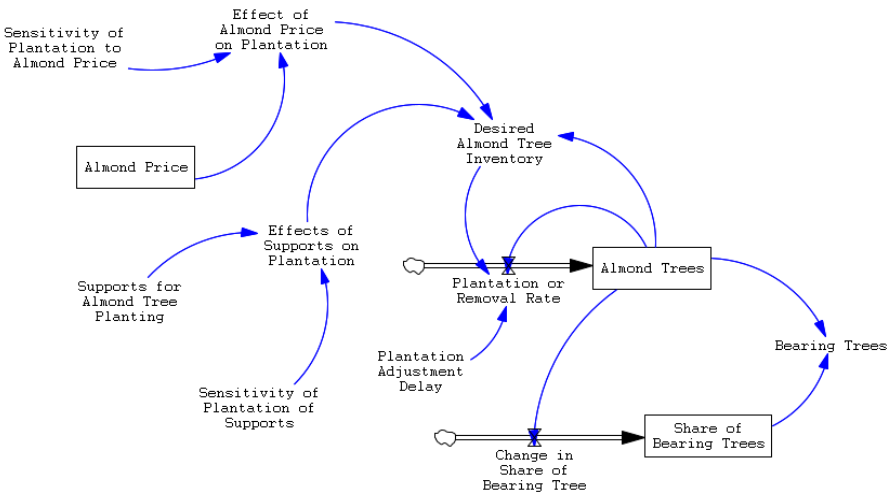 Sensitivity of
Plantation to
Almond Price
Effect of
Almond Price
on Plantation
Almond Price
Desired
Almond Tree
Inventory
Effects of
Supports on
Plantation
Supports for
Almond Tree
Planting
Sensitivity of
Plantation of
Supports
Plantation or
Removal Rate
Almond Trees
Plantation
Adjustment
Delay
Bearing Trees
Share of
Bearing Trees
Change in
Share of
Bearing Tree